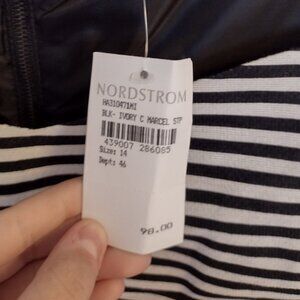 NORDSTROM
HA310471MI
BLK- IVORY C MARCEL STP
439007 286085
Size: 14
Dept: 46
98.00